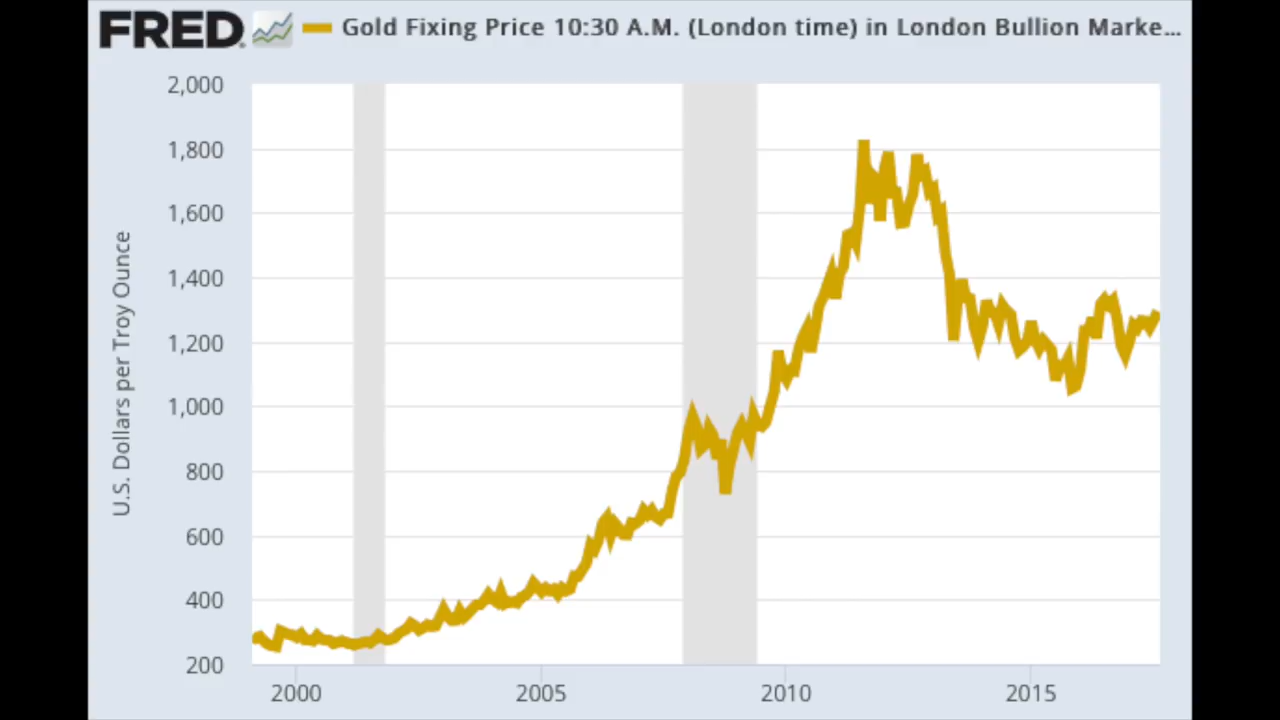 FRED
Gold Fixing Price 10:30 A.M. (London time) in London Bullion Marke...
2,000
1,800
1,600
1,400
1,200
1,000
800
600
400
200
U.S. Dollars per Troy Ounce
2000 2005 2010 2015